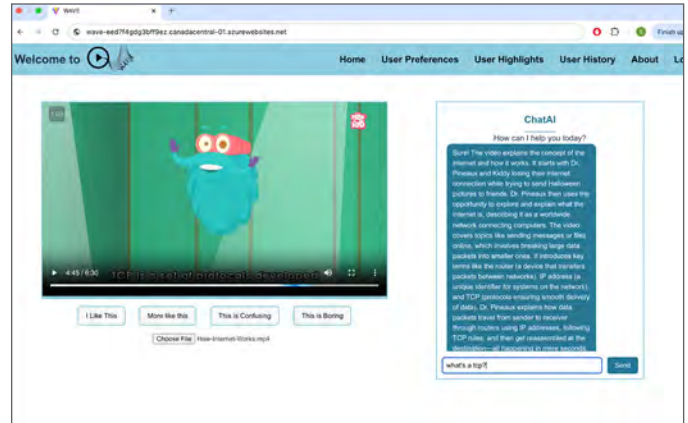 WAVE
wave-eed7f4gdg3bff9ez.canadacentral-01.azurewebsites.net
Finish up
Welcome to
Home User Preferences User Highlights User History About Lo
ChatAI
How can I help you today?
Sure! The video explains the concept of the
internet and how it works. It starts with Dr.
Pineaux and Kiddy losing their internet
connection while trying to send Halloween
pictures to friends. Dr. Pineaux then uses the
opportunity to explore and explain what the
internet is, describing it as a worldwide
network connecting computers. The video
covers topics like sending messages or files
online, which involves breaking large data
packets into smaller ones. It introduces key
terms like the router (a device that transfers
packets between networks), IP address (a
unique identifier for systems on the network),
and TCP (protocols ensuring smooth delivery
of data). Dr. Pineaux explains how data
packets travel from sender to receiver
through routers using IP addresses, following
TCP rules, and then get reassembled at the
destination—all happening in mere seconds.
what's a tcp?
Send
4:45 / 6:30
TCP is a set of protocols developed
I Like This
More like this
This is Confusing
This is Boring
Choose File How-Internet-Works.mp4